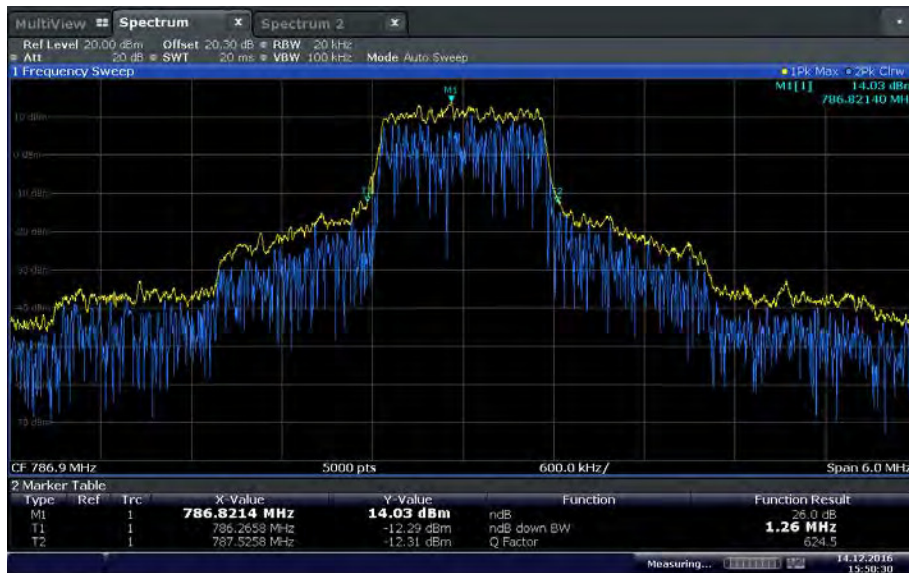 MultiView Spectrum x Spectrum 2 x
Ref Level 20.00 dBm Offset 20.30 dB RBW 20 kHz
Att 20 dB SWT 20 ms VBW 100 kHz Mode Auto Sweep
1 Frequency Sweep 1Pk Max 2Pk Clrw
M1[1] 14.03 dBm
786.82140 MH
M1
10 dBm
0 dBm
T1 T2
CF 786.9 MHz 5000 pts 600.0 kHz/ Span 6.0 MHz
2 Marker Table
Type Ref Trc X-Value Y-Value Function Function Result
M1 1 786.8214 MHz 14.03 dBm ndB 26.0 dB
T1 1 786.2658 MHz -12.29 dBm ndB down BW 1.26 MHz
T2 1 787.5258 MHz -12.31 dBm Q Factor 624.5
Measuring... 14.12.2016
15:50:30